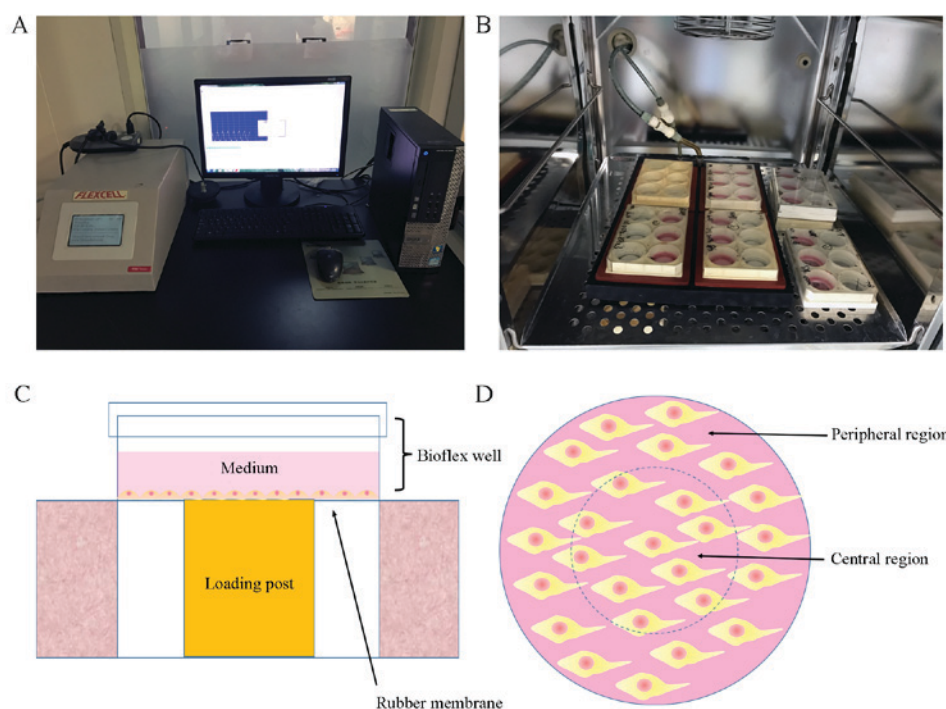 A
B
FLEXCELL
C
D
Medium
Bioflex well
Peripheral region
Loading post
Central region
Rubber membrane